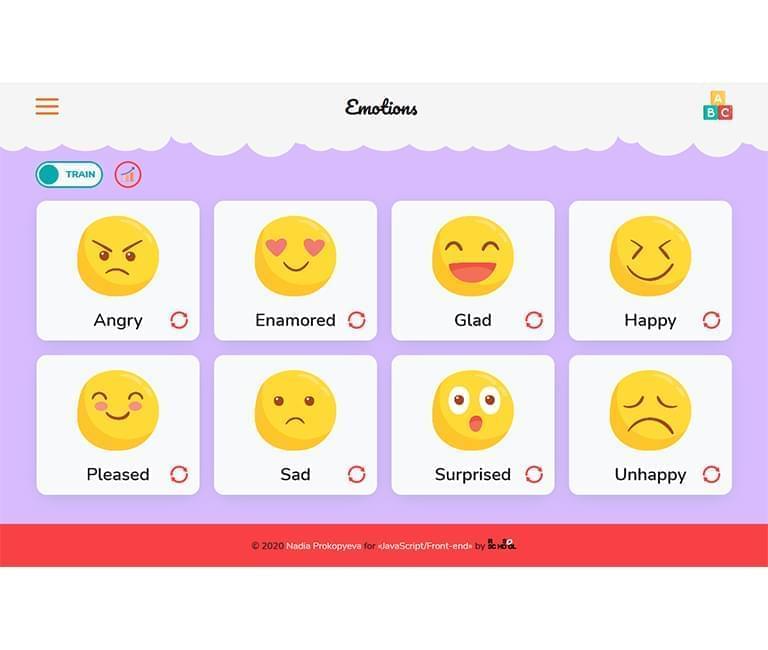 Emotions
A
B C
TRAIN
Angry
Enamored
Glad
Happy
Pleased
Sad
Surprised
Unhappy
© 2020 Nadia Prokopyeva for «JavaScript/Front-end» by
SCHOOL